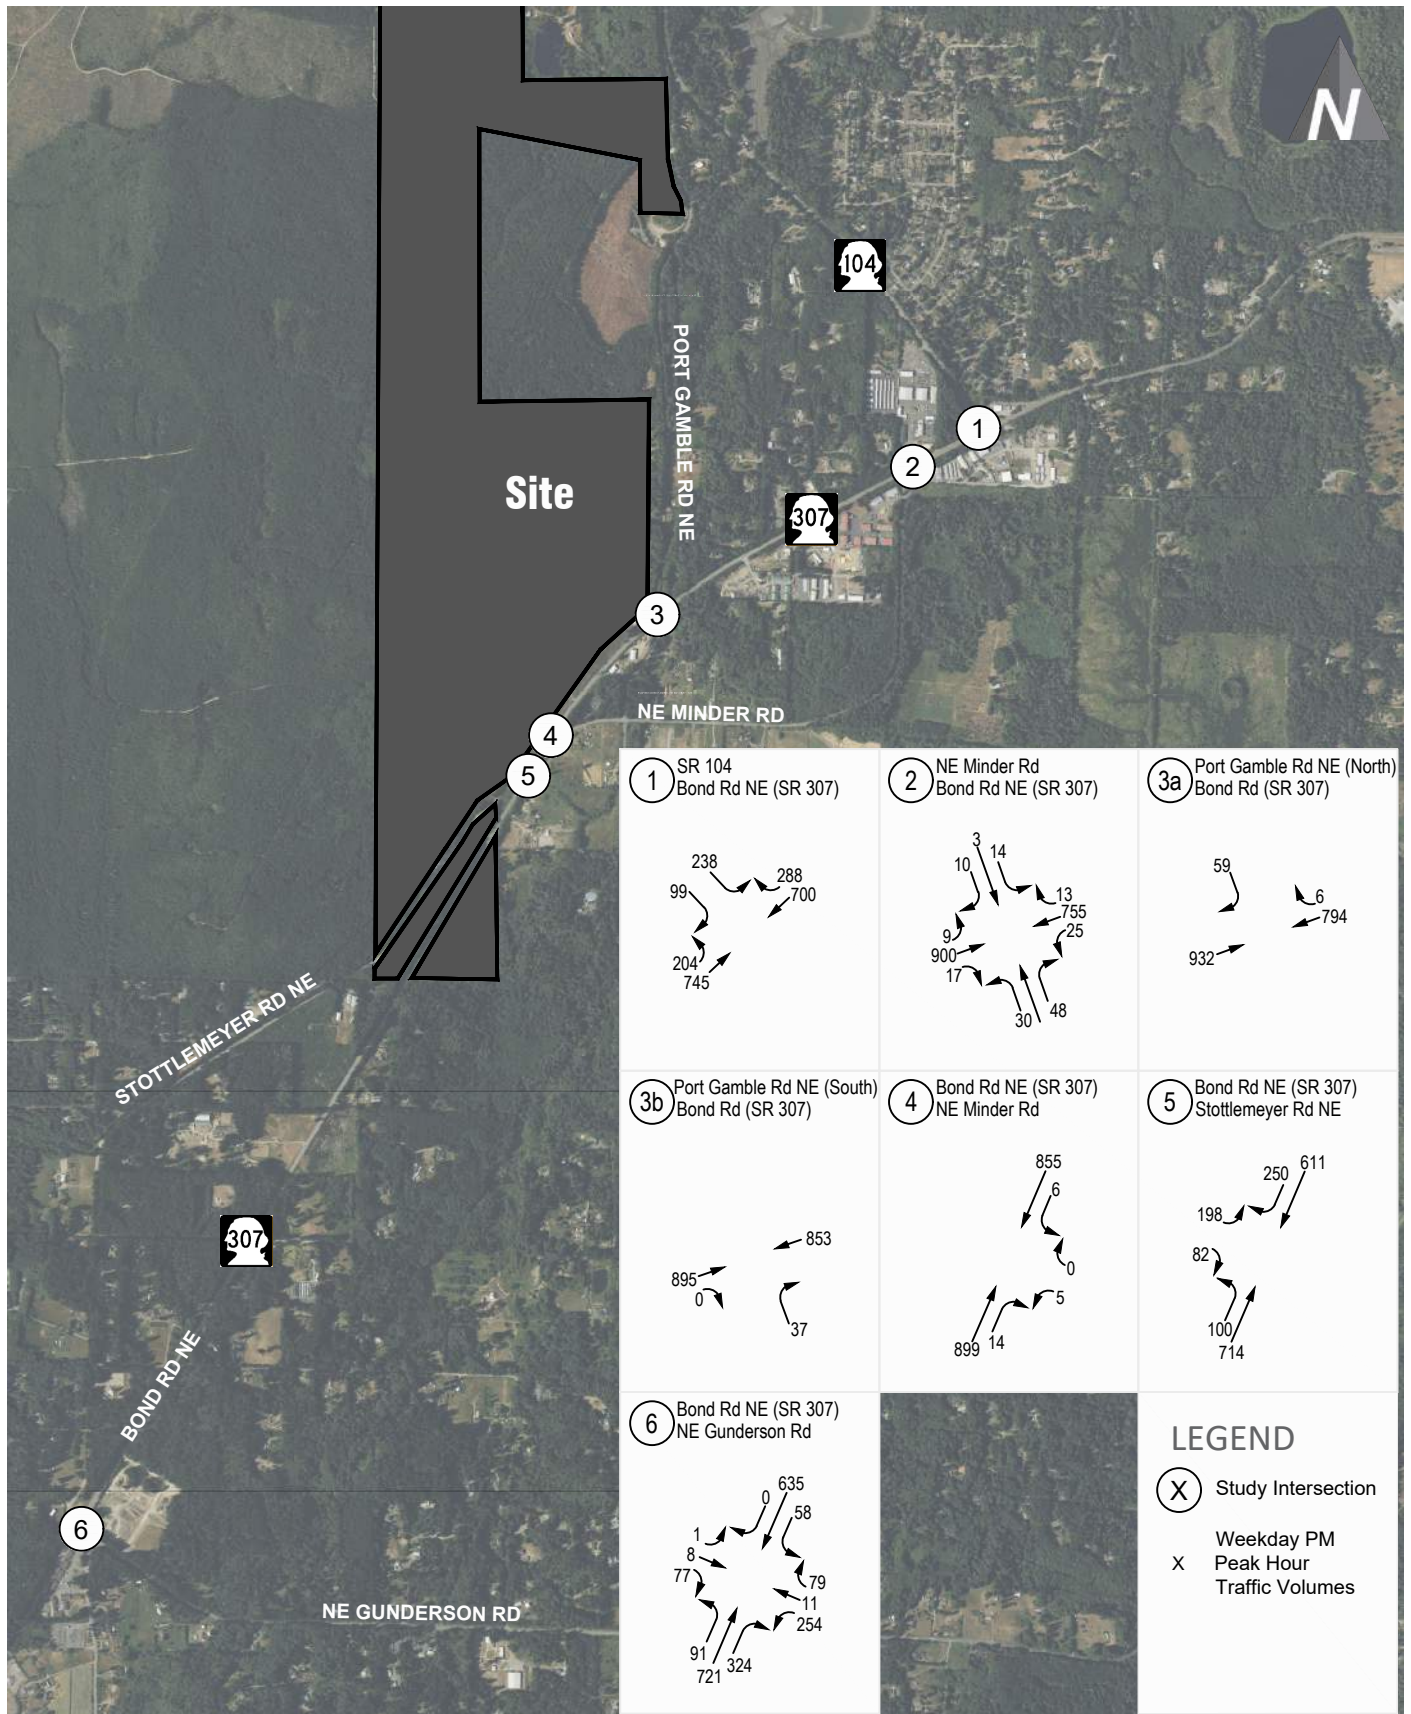 N
104
PORT GAMBLE RD NE
1
2
Site
307
3
NE MINDER RD
4
5
STOTTLEMEYER RD NE
307
BOND RD NE
6
NE GUNDERSON RD
1
SR 104
Bond Rd NE (SR 307)
238
288
99
700
204
745
2
NE Minder Rd
Bond Rd NE (SR 307)
3
14
10
13
755
9
25
900
17
48
30
3a
Port Gamble Rd NE (North)
Bond Rd (SR 307)
59
6
794
932
3b
Port Gamble Rd NE (South)
Bond Rd (SR 307)
853
895
0
37
4
Bond Rd NE (SR 307)
NE Minder Rd
855
6
0
5
899
14
5
Bond Rd NE (SR 307)
Stottlemeyer Rd NE
611
250
198
82
100
714
6
Bond Rd NE (SR 307)
NE Gunderson Rd
635
0
58
1
8
77
79
11
254
91
721
324
LEGEND
X
Study Intersection
Weekday PM
X Peak Hour
Traffic Volumes